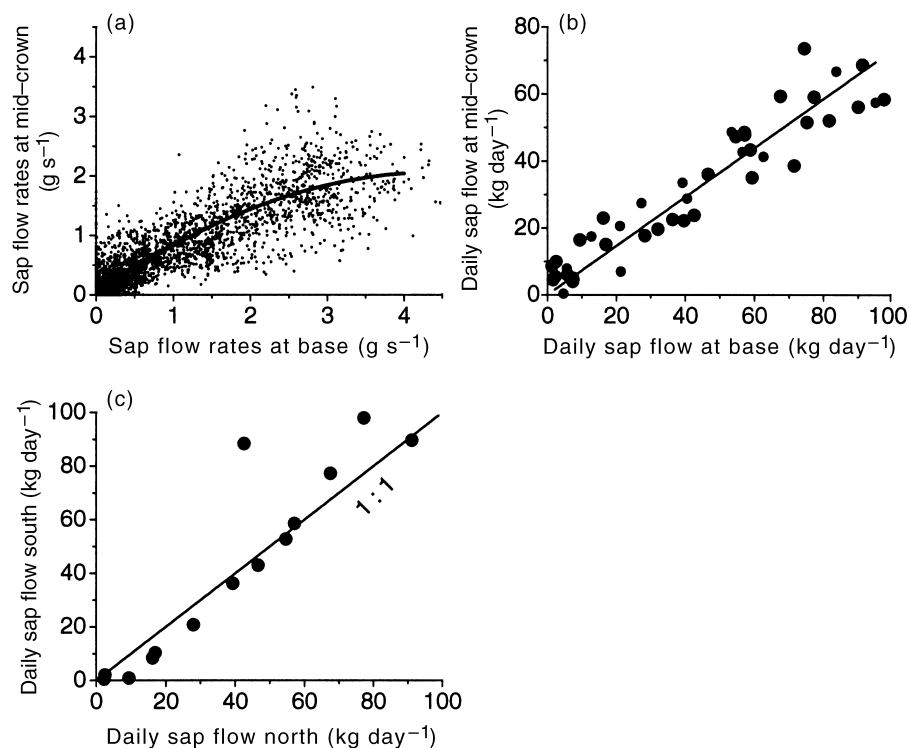 (a)
Sap flow rates at mid–crown
(g s⁻¹)
4
3
2
1
0
0 1 2 3 4
Sap flow rates at base (g s⁻¹)
(b)
Daily sap flow at mid–crown
(kg day⁻¹)
80
60
40
20
0
0 20 40 60 80 100
Daily sap flow at base (kg day⁻¹)
(c)
Daily sap flow south (kg day⁻¹)
100
80
60
40
20
0
1:1
0 20 40 60 80 100
Daily sap flow north (kg day⁻¹)